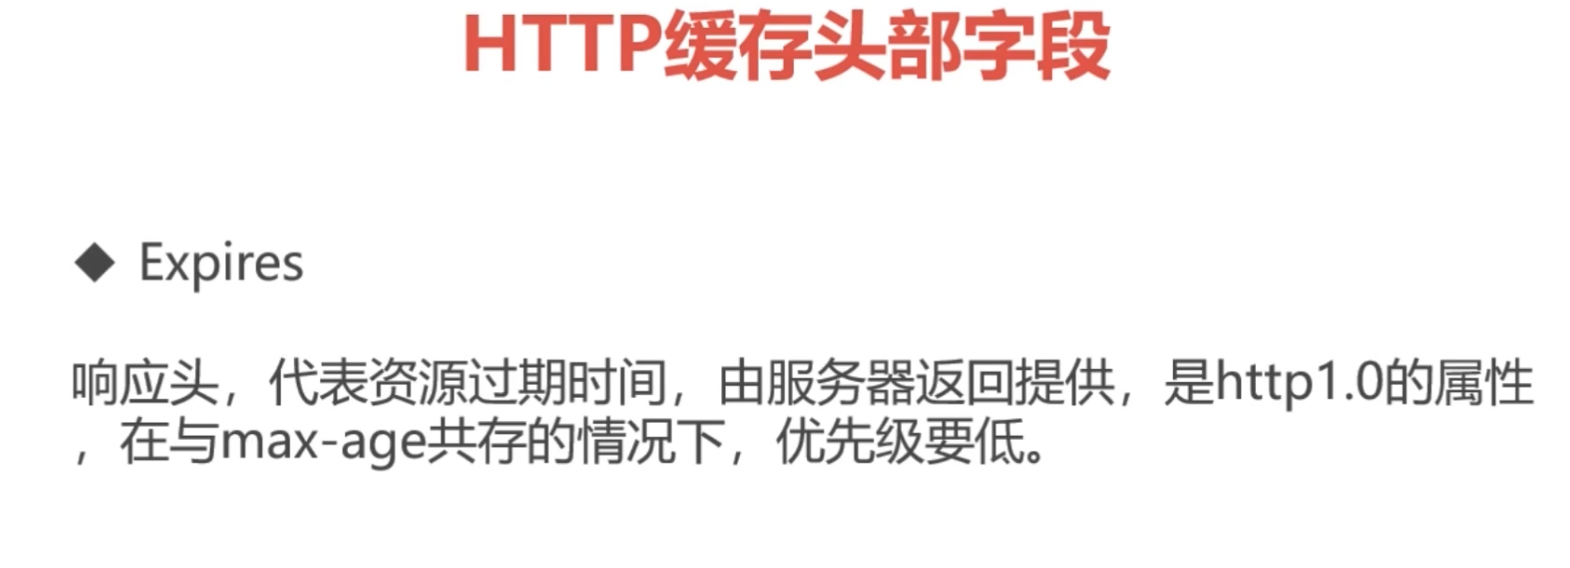 HTTP缓存头部字段
◆ Expires
响应头，代表资源过期时间，由服务器返回提供，是http1.0的属性
，在与max-age共存的情况下，优先级要低。